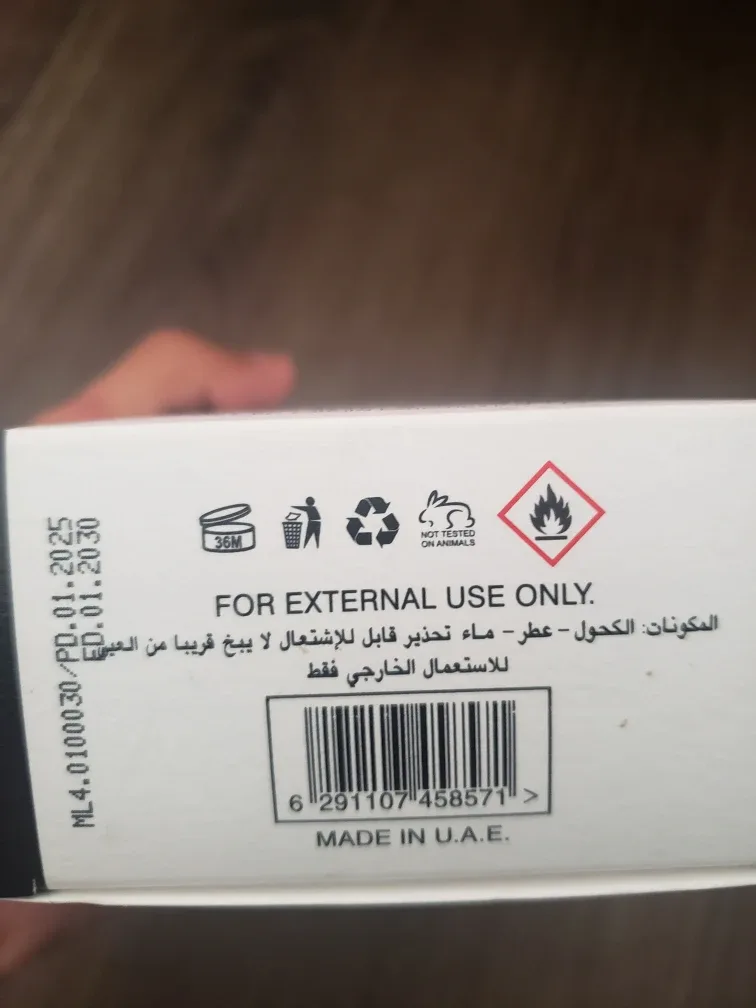 ML4.0100030/PD.01.2025
ED.01.2030
36M
NOT TESTED
ON ANIMALS
FOR EXTERNAL USE ONLY.
المكونات: الكحول - عطر - ماء تحذير قابل للإشتعال لا يبخ قريبا من
للاستعمال الخارجي فقط
6 291107 458571 >
MADE IN U.A.E.